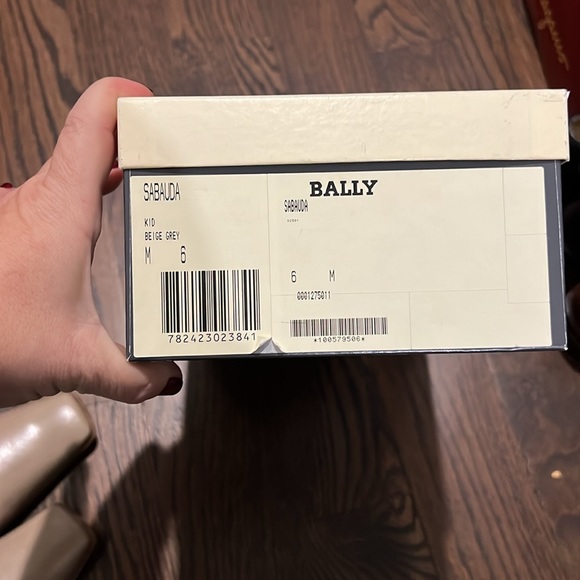 SABAUDA
KID
BEIGE GREY
M 6
782423023841
BALLY
SABAUDA
6 M
0001275011
*100579506*